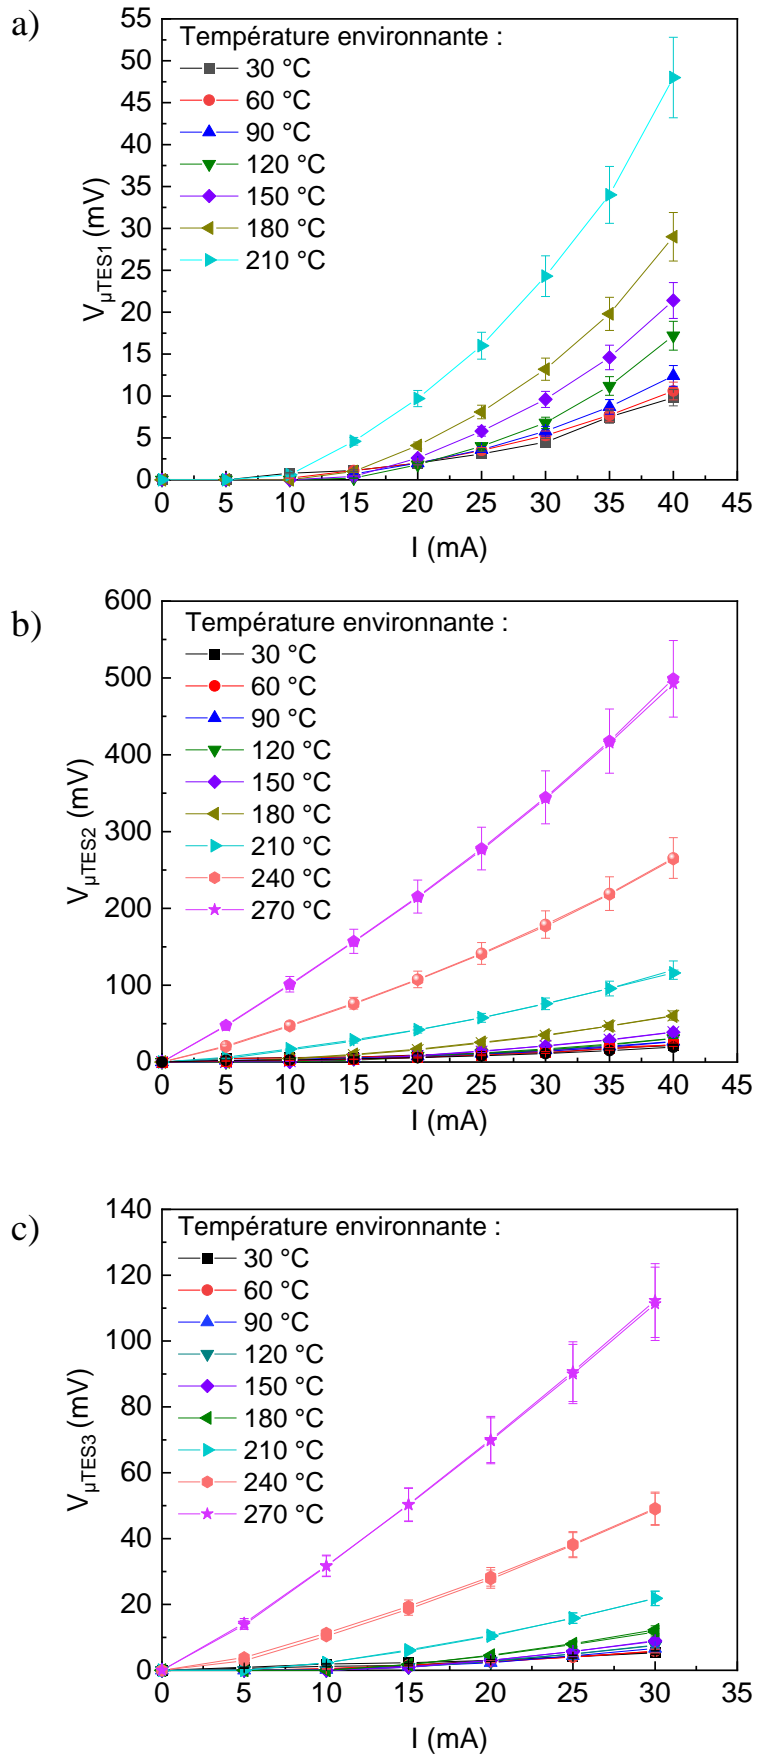 a)
Température environnante :
30 °C
60 °C
90 °C
120 °C
150 °C
180 °C
210 °C
V_μTES1 (mV)
55
50
45
40
35
30
25
20
15
10
5
0
0 5 10 15 20 25 30 35 40 45
I (mA)
b)
Température environnante :
30 °C
60 °C
90 °C
120 °C
150 °C
180 °C
210 °C
240 °C
270 °C
V_μTES2 (mV)
600
500
400
300
200
100
0
0 5 10 15 20 25 30 35 40 45
I (mA)
c)
Température environnante :
30 °C
60 °C
90 °C
120 °C
150 °C
180 °C
210 °C
240 °C
270 °C
V_μTES3 (mV)
140
120
100
80
60
40
20
0
0 5 10 15 20 25 30 35
I (mA)